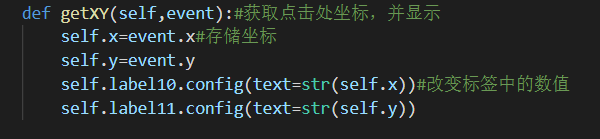 def getXY(self,event):#获取点击处坐标，并显示
self.x=event.x#存储坐标
self.y=event.y
self.label10.config(text=str(self.x))#改变标签中的数值
self.label11.config(text=str(self.y))